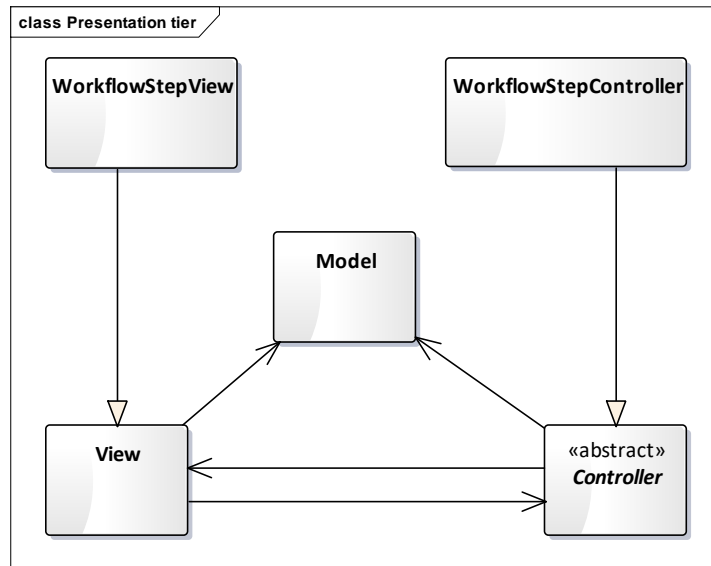 class Presentation tier
WorkflowStepView
WorkflowStepController
Model
View
«abstract»
Controller